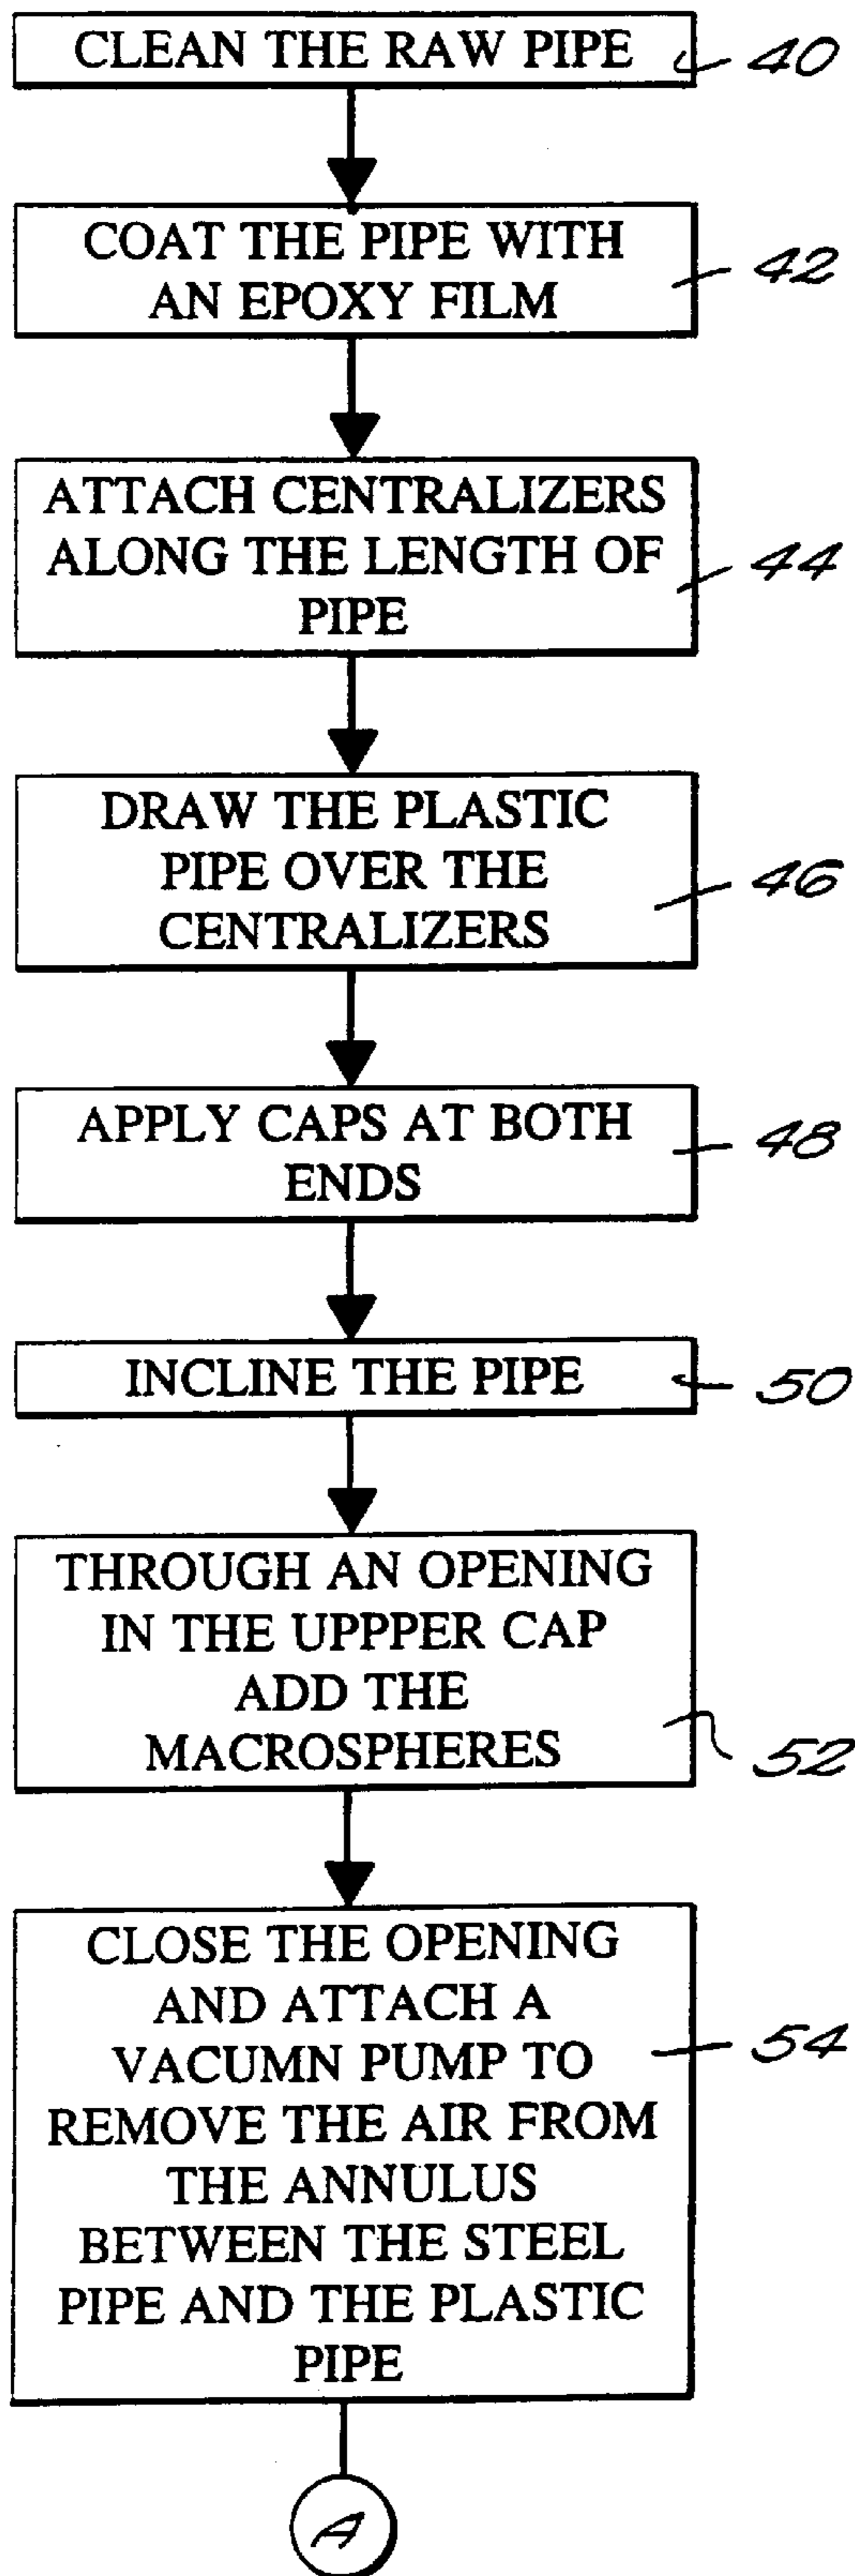 CLEAN THE RAW PIPE
40
COAT THE PIPE WITH
AN EPOXY FILM
42
ATTACH CENTRALIZERS
ALONG THE LENGTH OF
PIPE
44
DRAW THE PLASTIC
PIPE OVER THE
CENTRALIZERS
46
APPLY CAPS AT BOTH
ENDS
48
INCLINE THE PIPE
50
THROUGH AN OPENING
IN THE UPPPER CAP
ADD THE
MACROSPHERES
52
CLOSE THE OPENING
AND ATTACH A
VACUMN PUMP TO
REMOVE THE AIR FROM
THE ANNULUS
BETWEEN THE STEEL
PIPE AND THE PLASTIC
PIPE
54
A